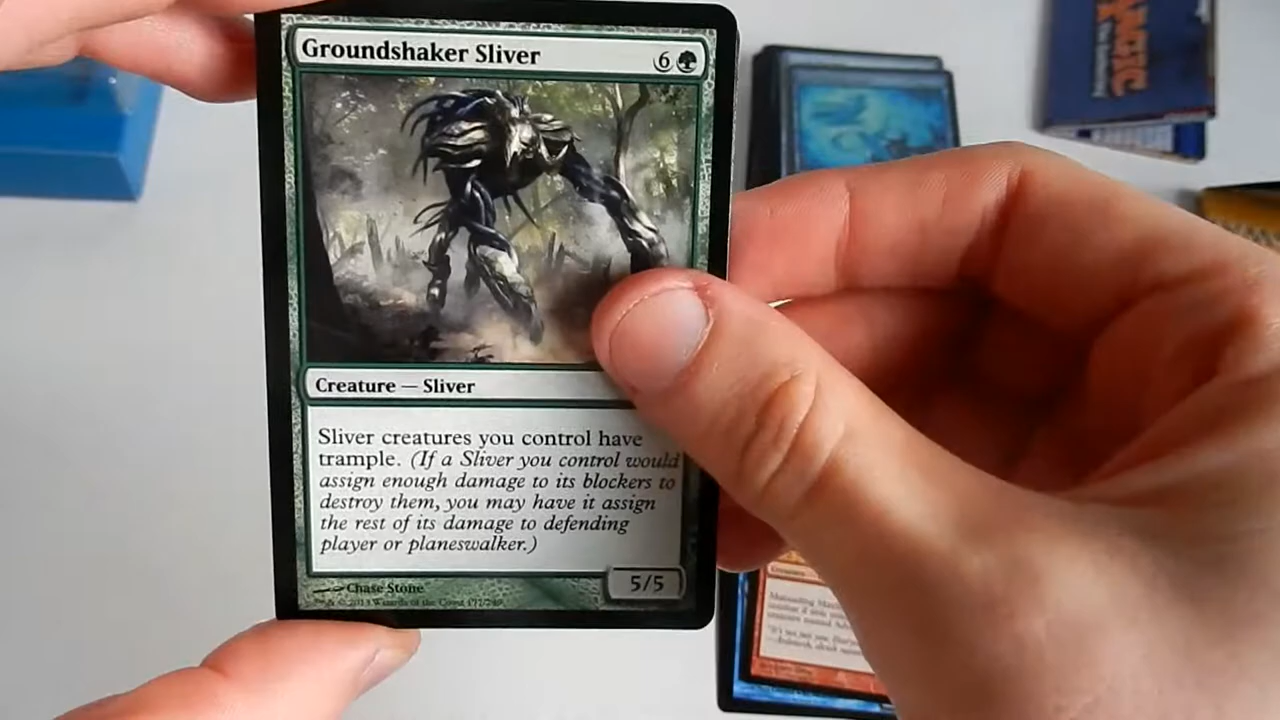 Groundshaker Sliver 6
Creature — Sliver
Sliver creatures you control have
trample. (If a Sliver you control would
assign enough damage to its blockers to
destroy them, you may have it assign
the rest of its damage to defending
player or planeswalker.)
5/5
Chase Stone